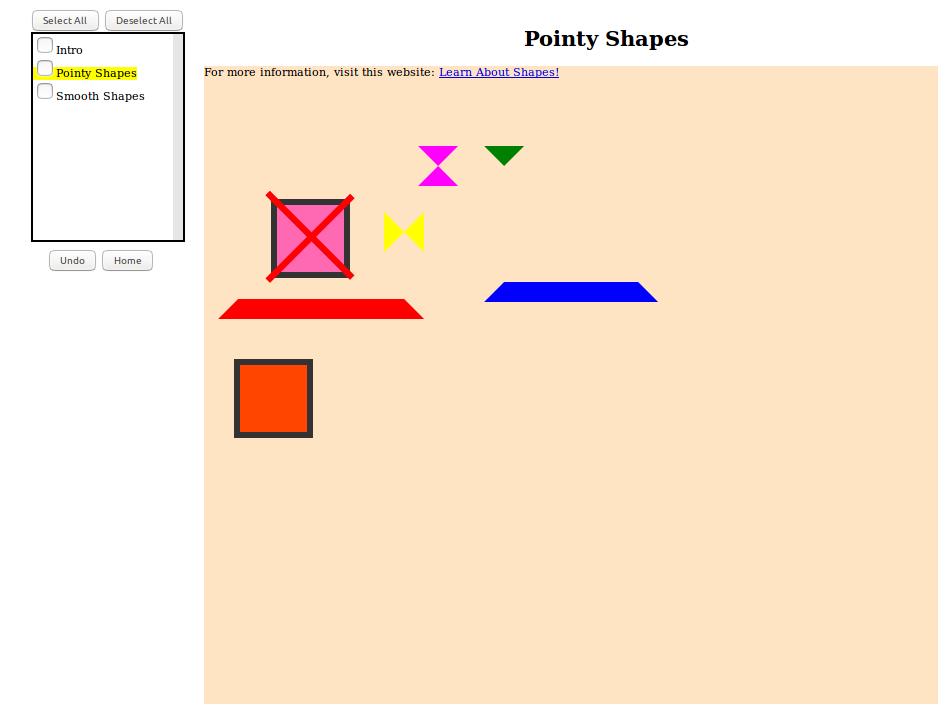 Select All Deselect All
Intro
Pointy Shapes
Smooth Shapes
Undo Home
Pointy Shapes
For more information, visit this website: Learn About Shapes!